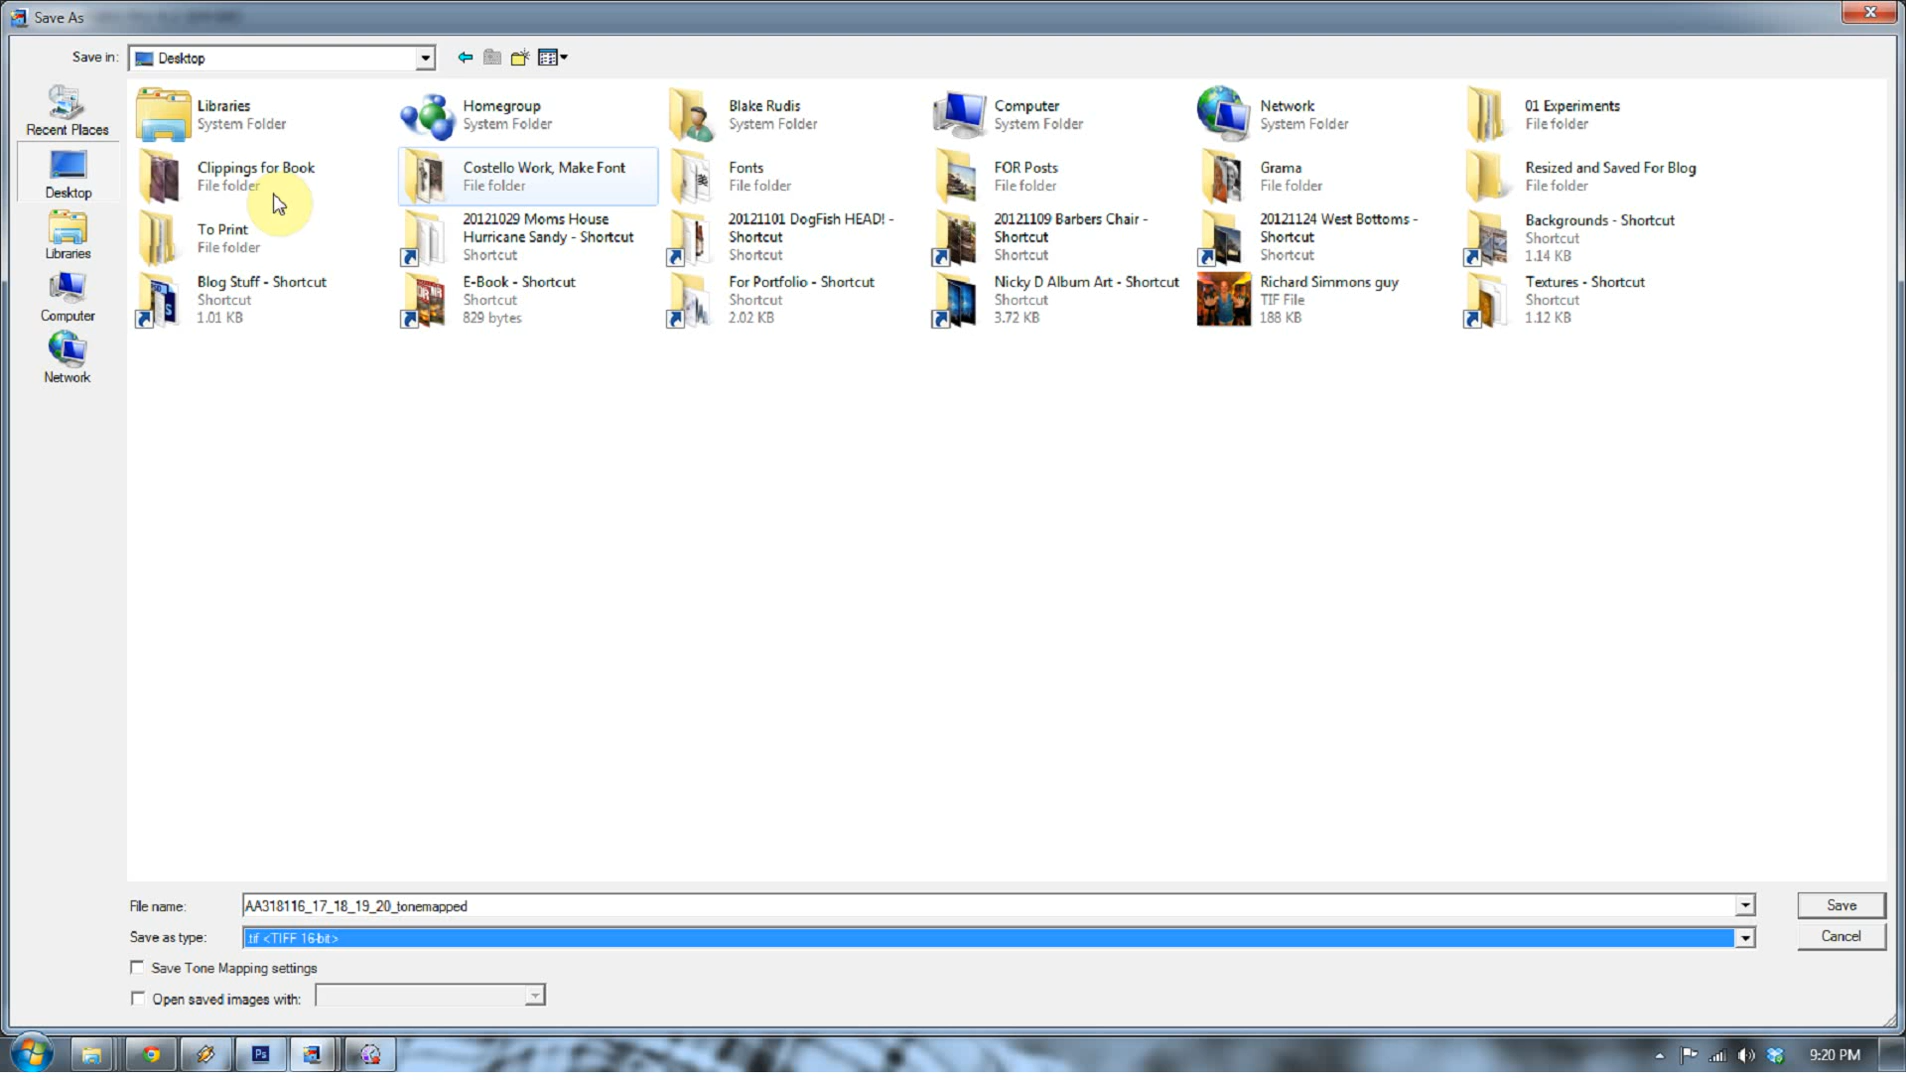 Save As
Save in:
Desktop
Recent Places
Desktop
Libraries
Computer
Network
Libraries
System Folder
Homegroup
System Folder
Blake Rudis
System Folder
Computer
System Folder
Network
System Folder
01 Experiments
File folder
Clippings for Book
File folder
Costello Work, Make Font
File folder
Fonts
File folder
FOR Posts
File folder
Grama
File folder
Resized and Saved For Blog
File folder
To Print
File folder
20121029 Moms House
Hurricane Sandy - Shortcut
Shortcut
20121101 DogFish HEAD! -
Shortcut
Shortcut
20121109 Barbers Chair -
Shortcut
Shortcut
20121124 West Bottoms -
Shortcut
Shortcut
Backgrounds - Shortcut
Shortcut
1.14 KB
Blog Stuff - Shortcut
Shortcut
1.01 KB
E-Book - Shortcut
Shortcut
829 bytes
For Portfolio - Shortcut
Shortcut
2.02 KB
Nicky D Album Art - Shortcut
Shortcut
3.72 KB
Richard Simmons guy
TIF File
188 KB
Textures - Shortcut
Shortcut
1.12 KB
File name:
AA318116_17_18_19_20_tonemapped
Save
Save as type:
.tif <TIFF 16-bit>
Cancel
Save Tone Mapping settings
Open saved images with:
Ps
9:20 PM